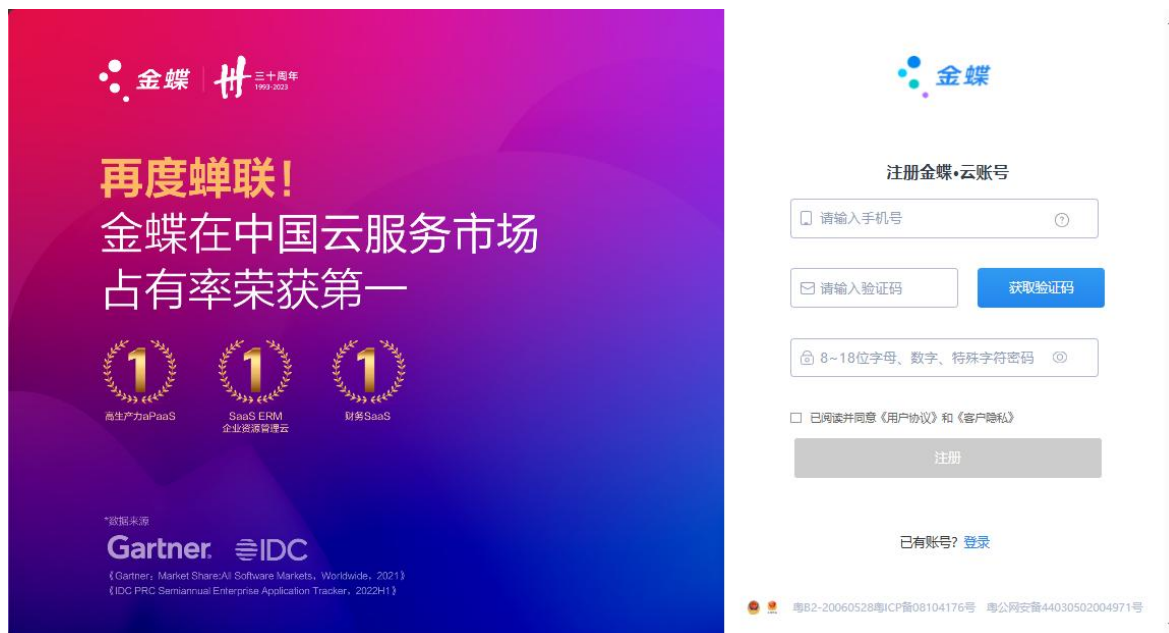 金蝶
三十周年
1993-2023
再度蝉联！
金蝶在中国云服务市场
占有率荣获第一
1 1 1
高生产力aPaaS SaaS ERM 财务SaaS
企业资源管理云
*数据来源
Gartner. IDC
《Gartner：Market Share:All Software Markets，Worldwide，2021》
《IDC PRC Semiannual Enterprise Application Tracker，2022H1》
金蝶
注册金蝶•云账号
请输入手机号
请输入验证码 获取验证码
8~18位字母、数字、特殊字符密码
已阅读并同意《用户协议》和《客户隐私》
注册
已有账号？登录
粤B2-20060528粤ICP备08104176号 粤公网安备44030502004971号